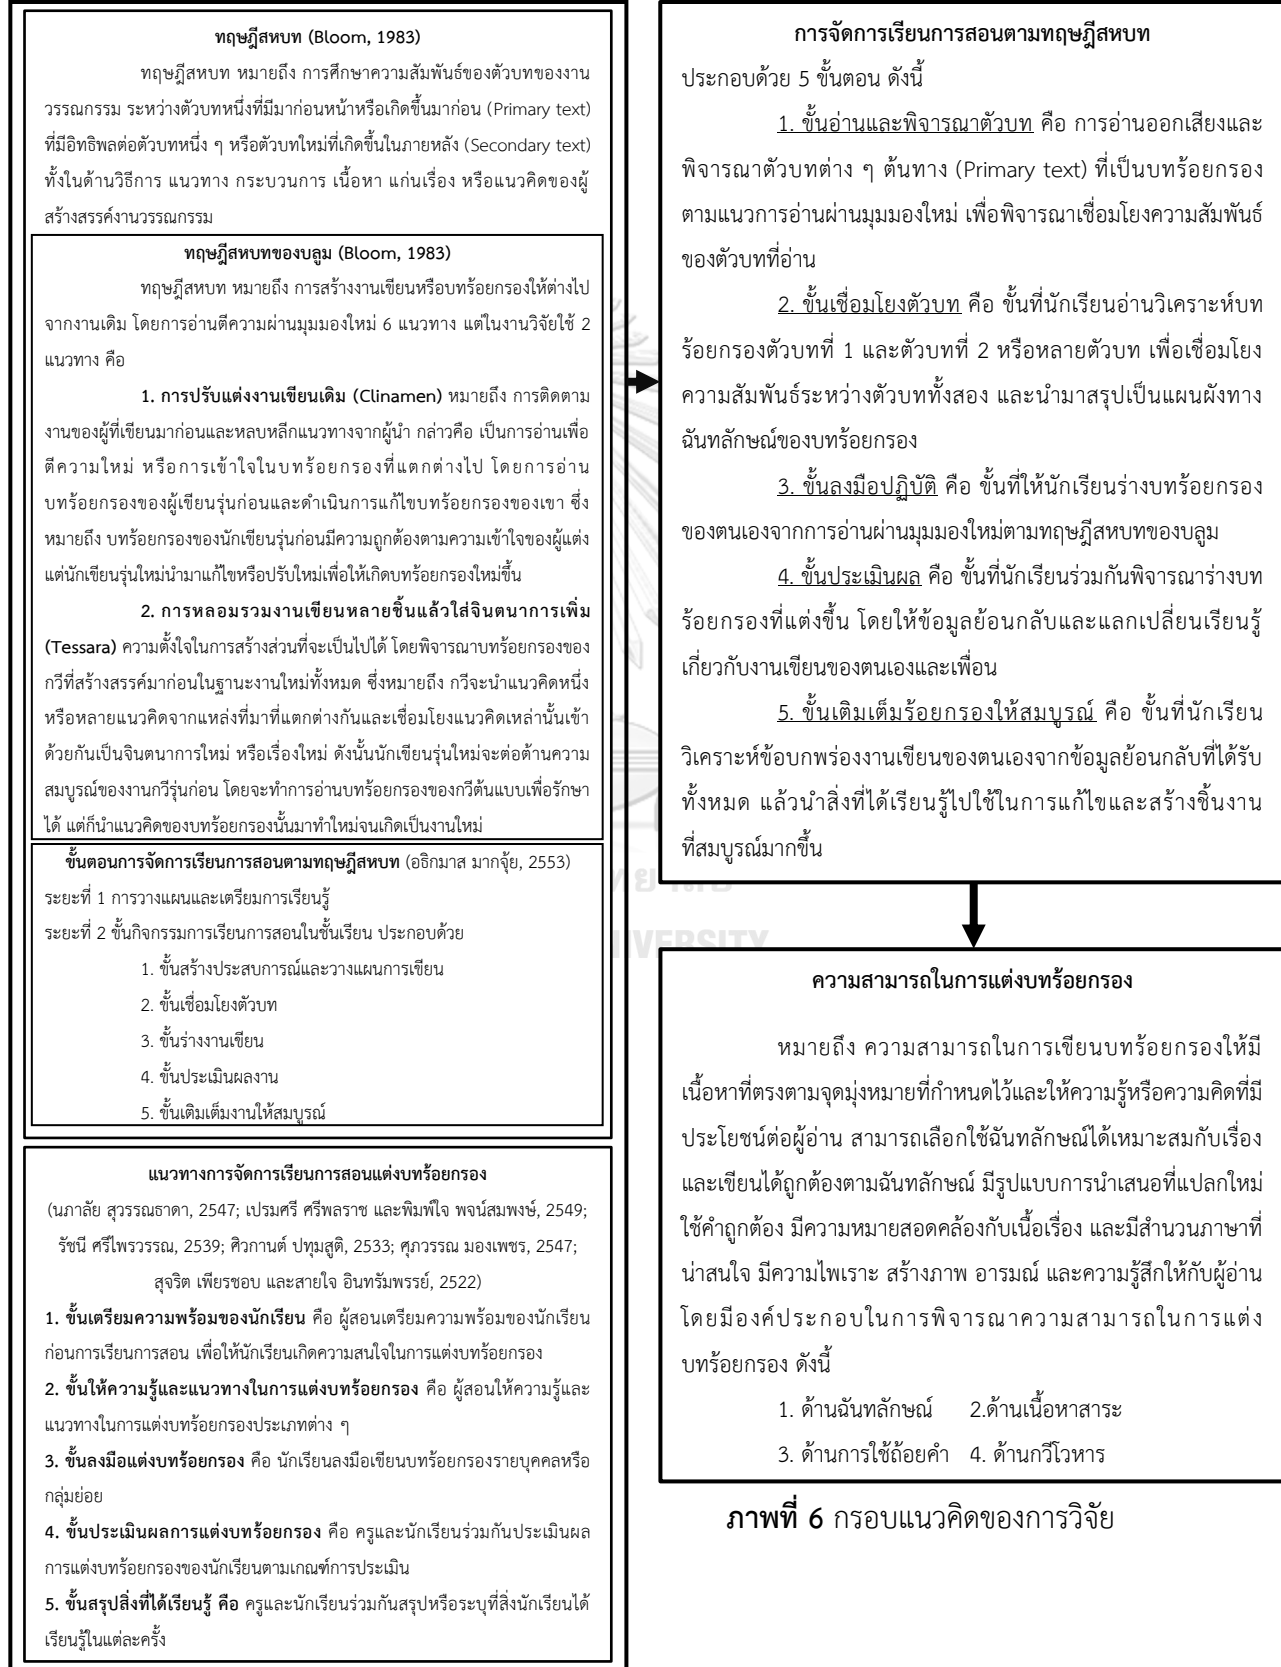 ทฤษฎีสหบท (Bloom, 1983)
ทฤษฎีสหบท หมายถึง การศึกษาความสัมพันธ์ของตัวบทของงาน
วรรณกรรม ระหว่างตัวบทหนึ่งที่มีมาก่อนหน้าหรือเกิดขึ้นมาก่อน (Primary text)
ที่มีอิทธิพลต่อตัวบทหนึ่ง ๆ หรือตัวบทใหม่ที่เกิดขึ้นในภายหลัง (Secondary text)
ทั้งในด้านวิธีการ แนวทาง กระบวนการ เนื้อหา แก่นเรื่อง หรือแนวคิดของผู้
สร้างสรรค์งานวรรณกรรม
ทฤษฎีสหบทของบลูม (Bloom, 1983)
ทฤษฎีสหบท หมายถึง การสร้างงานเขียนหรือบทร้อยกรองให้ต่างไป
จากงานเดิม โดยการอ่านตีความผ่านมุมมองใหม่ 6 แนวทาง แต่ในงานวิจัยใช้ 2
แนวทาง คือ
1. การปรับแต่งงานเขียนเดิม (Clinamen) หมายถึง การติดตาม
งานของผู้ที่เขียนมาก่อนและหลบหลีกแนวทางจากผู้นำ กล่าวคือ เป็นการอ่านเพื่อ
ตีความใหม่ หรือการเข้าใจในบทร้อยกรองที่แตกต่างไป โดยการอ่าน
บทร้อยกรองของผู้เขียนรุ่นก่อนและดำเนินการแก้ไขบทร้อยกรองของเขา ซึ่ง
หมายถึง บทร้อยกรองของนักเขียนรุ่นก่อนมีความถูกต้องตามความเข้าใจของผู้แต่ง
แต่นักเขียนรุ่นใหม่นำมาแก้ไขหรือปรับใหม่เพื่อให้เกิดบทร้อยกรองใหม่ขึ้น
2. การหลอมรวมงานเขียนหลายชิ้นแล้วใส่จินตนาการเพิ่ม
(Tessara) ความตั้งใจในการสร้างส่วนที่จะเป็นไปได้ โดยพิจารณาบทร้อยกรองของ
กวีที่สร้างสรรค์มาก่อนในฐานะงานใหม่ทั้งหมด ซึ่งหมายถึง กวีจะนำแนวคิดหนึ่ง
หรือหลายแนวคิดจากแหล่งที่มาที่แตกต่างกันและเชื่อมโยงแนวคิดเหล่านั้นเข้า
ด้วยกันเป็นจินตนาการใหม่ หรือเรื่องใหม่ ดังนั้นนักเขียนรุ่นใหม่จะต่อต้านความ
สมบูรณ์ของงานกวีรุ่นก่อน โดยจะทำการอ่านบทร้อยกรองของกวีต้นแบบเพื่อรักษา
ได้ แต่ก็นำแนวคิดของบทร้อยกรองนั้นมาทำใหม่จนเกิดเป็นงานใหม่
ขั้นตอนการจัดการเรียนการสอนตามทฤษฎีสหบท (อธิกมาส มากจุ้ย, 2553)
ระยะที่ 1 การวางแผนและเตรียมการเรียนรู้
ระยะที่ 2 ขั้นกิจกรรมการเรียนการสอนในชั้นเรียน ประกอบด้วย
1. ขั้นสร้างประสบการณ์และวางแผนการเขียน
2. ขั้นเชื่อมโยงตัวบท
3. ขั้นร่างงานเขียน
4. ขั้นประเมินผลงาน
5. ขั้นเติมเต็มงานให้สมบูรณ์
แนวทางการจัดการเรียนการสอนแต่งบทร้อยกรอง
(นภาลัย สุวรรณธาดา, 2547; เปรมศรี ศรีพลราช และพิมพ์ใจ พจน์สมพงษ์, 2549;
รัชนี ศรีไพรวรรณ, 2539; ศิวกานต์ ปทุมสูติ, 2533; ศุภวรรณ มองเพชร, 2547;
สุจริต เพียรชอบ และสายใจ อินทรัมพรรย์, 2522)
1. ขั้นเตรียมความพร้อมของนักเรียน คือ ผู้สอนเตรียมความพร้อมของนักเรียน
ก่อนการเรียนการสอน เพื่อให้นักเรียนเกิดความสนใจในการแต่งบทร้อยกรอง
2. ขั้นให้ความรู้และแนวทางในการแต่งบทร้อยกรอง คือ ผู้สอนให้ความรู้และ
แนวทางในการแต่งบทร้อยกรองประเภทต่าง ๆ
3. ขั้นลงมือแต่งบทร้อยกรอง คือ นักเรียนลงมือเขียนบทร้อยกรองรายบุคคลหรือ
กลุ่มย่อย
4. ขั้นประเมินผลการแต่งบทร้อยกรอง คือ ครูและนักเรียนร่วมกันประเมินผล
การแต่งบทร้อยกรองของนักเรียนตามเกณฑ์การประเมิน
5. ขั้นสรุปสิ่งที่ได้เรียนรู้ คือ ครูและนักเรียนร่วมกันสรุปหรือระบุที่สิ่งนักเรียนได้
เรียนรู้ในแต่ละครั้ง
การจัดการเรียนการสอนตามทฤษฎีสหบท
ประกอบด้วย 5 ขั้นตอน ดังนี้
1. ขั้นอ่านและพิจารณาตัวบท คือ การอ่านออกเสียงและ
พิจารณาตัวบทต่าง ๆ ต้นทาง (Primary text) ที่เป็นบทร้อยกรอง
ตามแนวการอ่านผ่านมุมมองใหม่ เพื่อพิจารณาเชื่อมโยงความสัมพันธ์
ของตัวบทที่อ่าน
2. ขั้นเชื่อมโยงตัวบท คือ ขั้นที่นักเรียนอ่านวิเคราะห์บท
ร้อยกรองตัวบทที่ 1 และตัวบทที่ 2 หรือหลายตัวบท เพื่อเชื่อมโยง
ความสัมพันธ์ระหว่างตัวบททั้งสอง และนำมาสรุปเป็นแผนผังทาง
ฉันทลักษณ์ของบทร้อยกรอง
3. ขั้นลงมือปฏิบัติ คือ ขั้นที่ให้นักเรียนร่างบทร้อยกรอง
ของตนเองจากการอ่านผ่านมุมมองใหม่ตามทฤษฎีสหบทของบลูม
4. ขั้นประเมินผล คือ ขั้นที่นักเรียนร่วมกันพิจารณาร่างบท
ร้อยกรองที่แต่งขึ้น โดยให้ข้อมูลย้อนกลับและแลกเปลี่ยนเรียนรู้
เกี่ยวกับงานเขียนของตนเองและเพื่อน
5. ขั้นเติมเต็มร้อยกรองให้สมบูรณ์ คือ ขั้นที่นักเรียน
วิเคราะห์ข้อบกพร่องงานเขียนของตนเองจากข้อมูลย้อนกลับที่ได้รับ
ทั้งหมด แล้วนำสิ่งที่ได้เรียนรู้ไปใช้ในการแก้ไขและสร้างชิ้นงาน
ที่สมบูรณ์มากขึ้น
ความสามารถในการแต่งบทร้อยกรอง
หมายถึง ความสามารถในการเขียนบทร้อยกรองให้มี
เนื้อหาที่ตรงตามจุดมุ่งหมายที่กำหนดไว้และให้ความรู้หรือความคิดที่มี
ประโยชน์ต่อผู้อ่าน สามารถเลือกใช้ฉันทลักษณ์ได้เหมาะสมกับเรื่อง
และเขียนได้ถูกต้องตามฉันทลักษณ์ มีรูปแบบการนำเสนอที่แปลกใหม่
ใช้คำถูกต้อง มีความหมายสอดคล้องกับเนื้อเรื่อง และมีสำนวนภาษาที่
น่าสนใจ มีความไพเราะ สร้างภาพ อารมณ์ และความรู้สึกให้กับผู้อ่าน
โดยมีองค์ประกอบในการพิจารณาความสามารถในการแต่ง
บทร้อยกรอง ดังนี้
1. ด้านฉันทลักษณ์ 2.ด้านเนื้อหาสาระ
3. ด้านการใช้ถ้อยคำ 4. ด้านกวีโวหาร
ภาพที่ 6 กรอบแนวคิดของการวิจัย